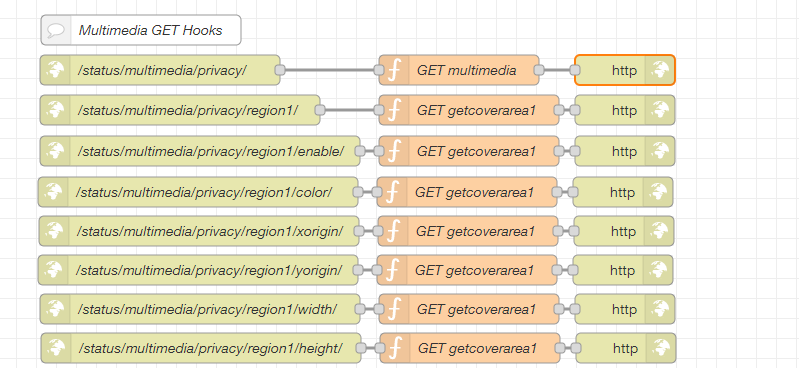 Multimedia GET Hooks
/status/multimedia/privacy/ GET multimedia http
/status/multimedia/privacy/region1/ GET getcoverarea1 http
/status/multimedia/privacy/region1/enable/ GET getcoverarea1 http
/status/multimedia/privacy/region1/color/ GET getcoverarea1 http
/status/multimedia/privacy/region1/xorigin/ GET getcoverarea1 http
/status/multimedia/privacy/region1/yorigin/ GET getcoverarea1 http
/status/multimedia/privacy/region1/width/ GET getcoverarea1 http
/status/multimedia/privacy/region1/height/ GET getcoverarea1 http